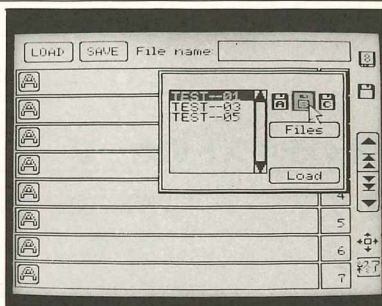 LOAD SAVE File name:
A
A B C
TEST--01
TEST--03
TEST--05
Files
Load
A
A
A
A 4
A 5
A 6
A 7